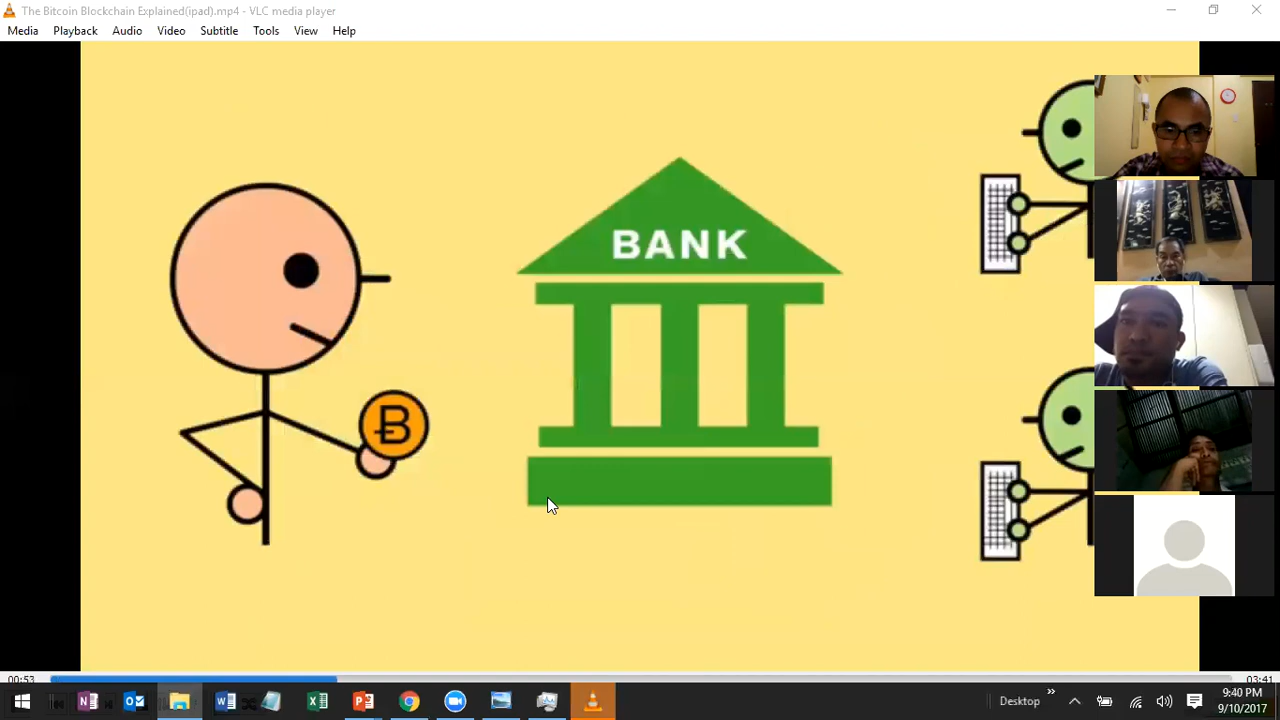 The Bitcoin Blockchain Explained(ipad).mp4 - VLC media player
Media Playback Audio Video Subtitle Tools View Help
BANK
00:53
03:41
Desktop
9:40 PM
9/10/2017